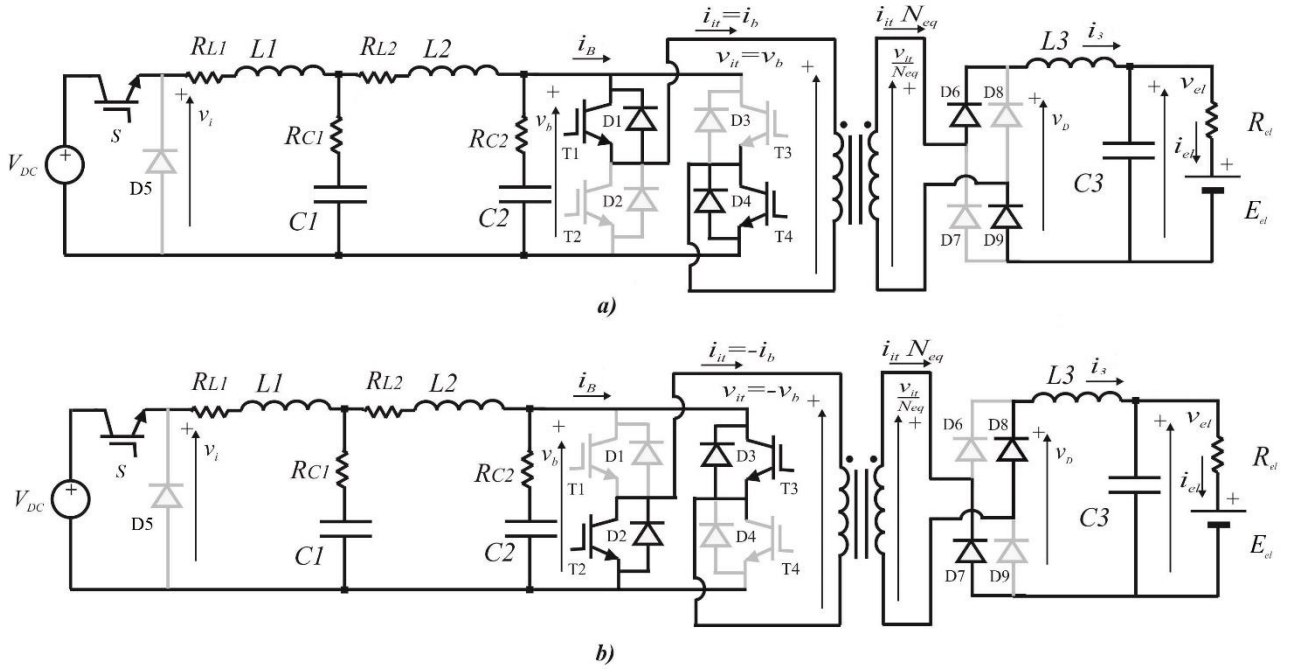 i_it=i_b
i_it N_eq
R_L1 L1 R_L2 L2 i_B v_it=v_b v_it/N_eq L3 i_3
S + v_i R_C1 R_C2 + v_b D1 T1 D3 T3 + + D6 D8 + v_D + v_el R_el
V_DC + D5 C1 C2 D2 T2 D4 T4 D7 D9 C3 i_el + E_el
a)
i_it=-i_b
i_it N_eq
R_L1 L1 R_L2 L2 i_B v_it=-v_b v_it/N_eq L3 i_3
S + v_i R_C1 R_C2 + v_b D1 T1 D3 T3 + + D6 D8 + v_D + v_el R_el
V_DC + D5 C1 C2 D2 T2 D4 T4 D7 D9 C3 i_el + E_el
b)